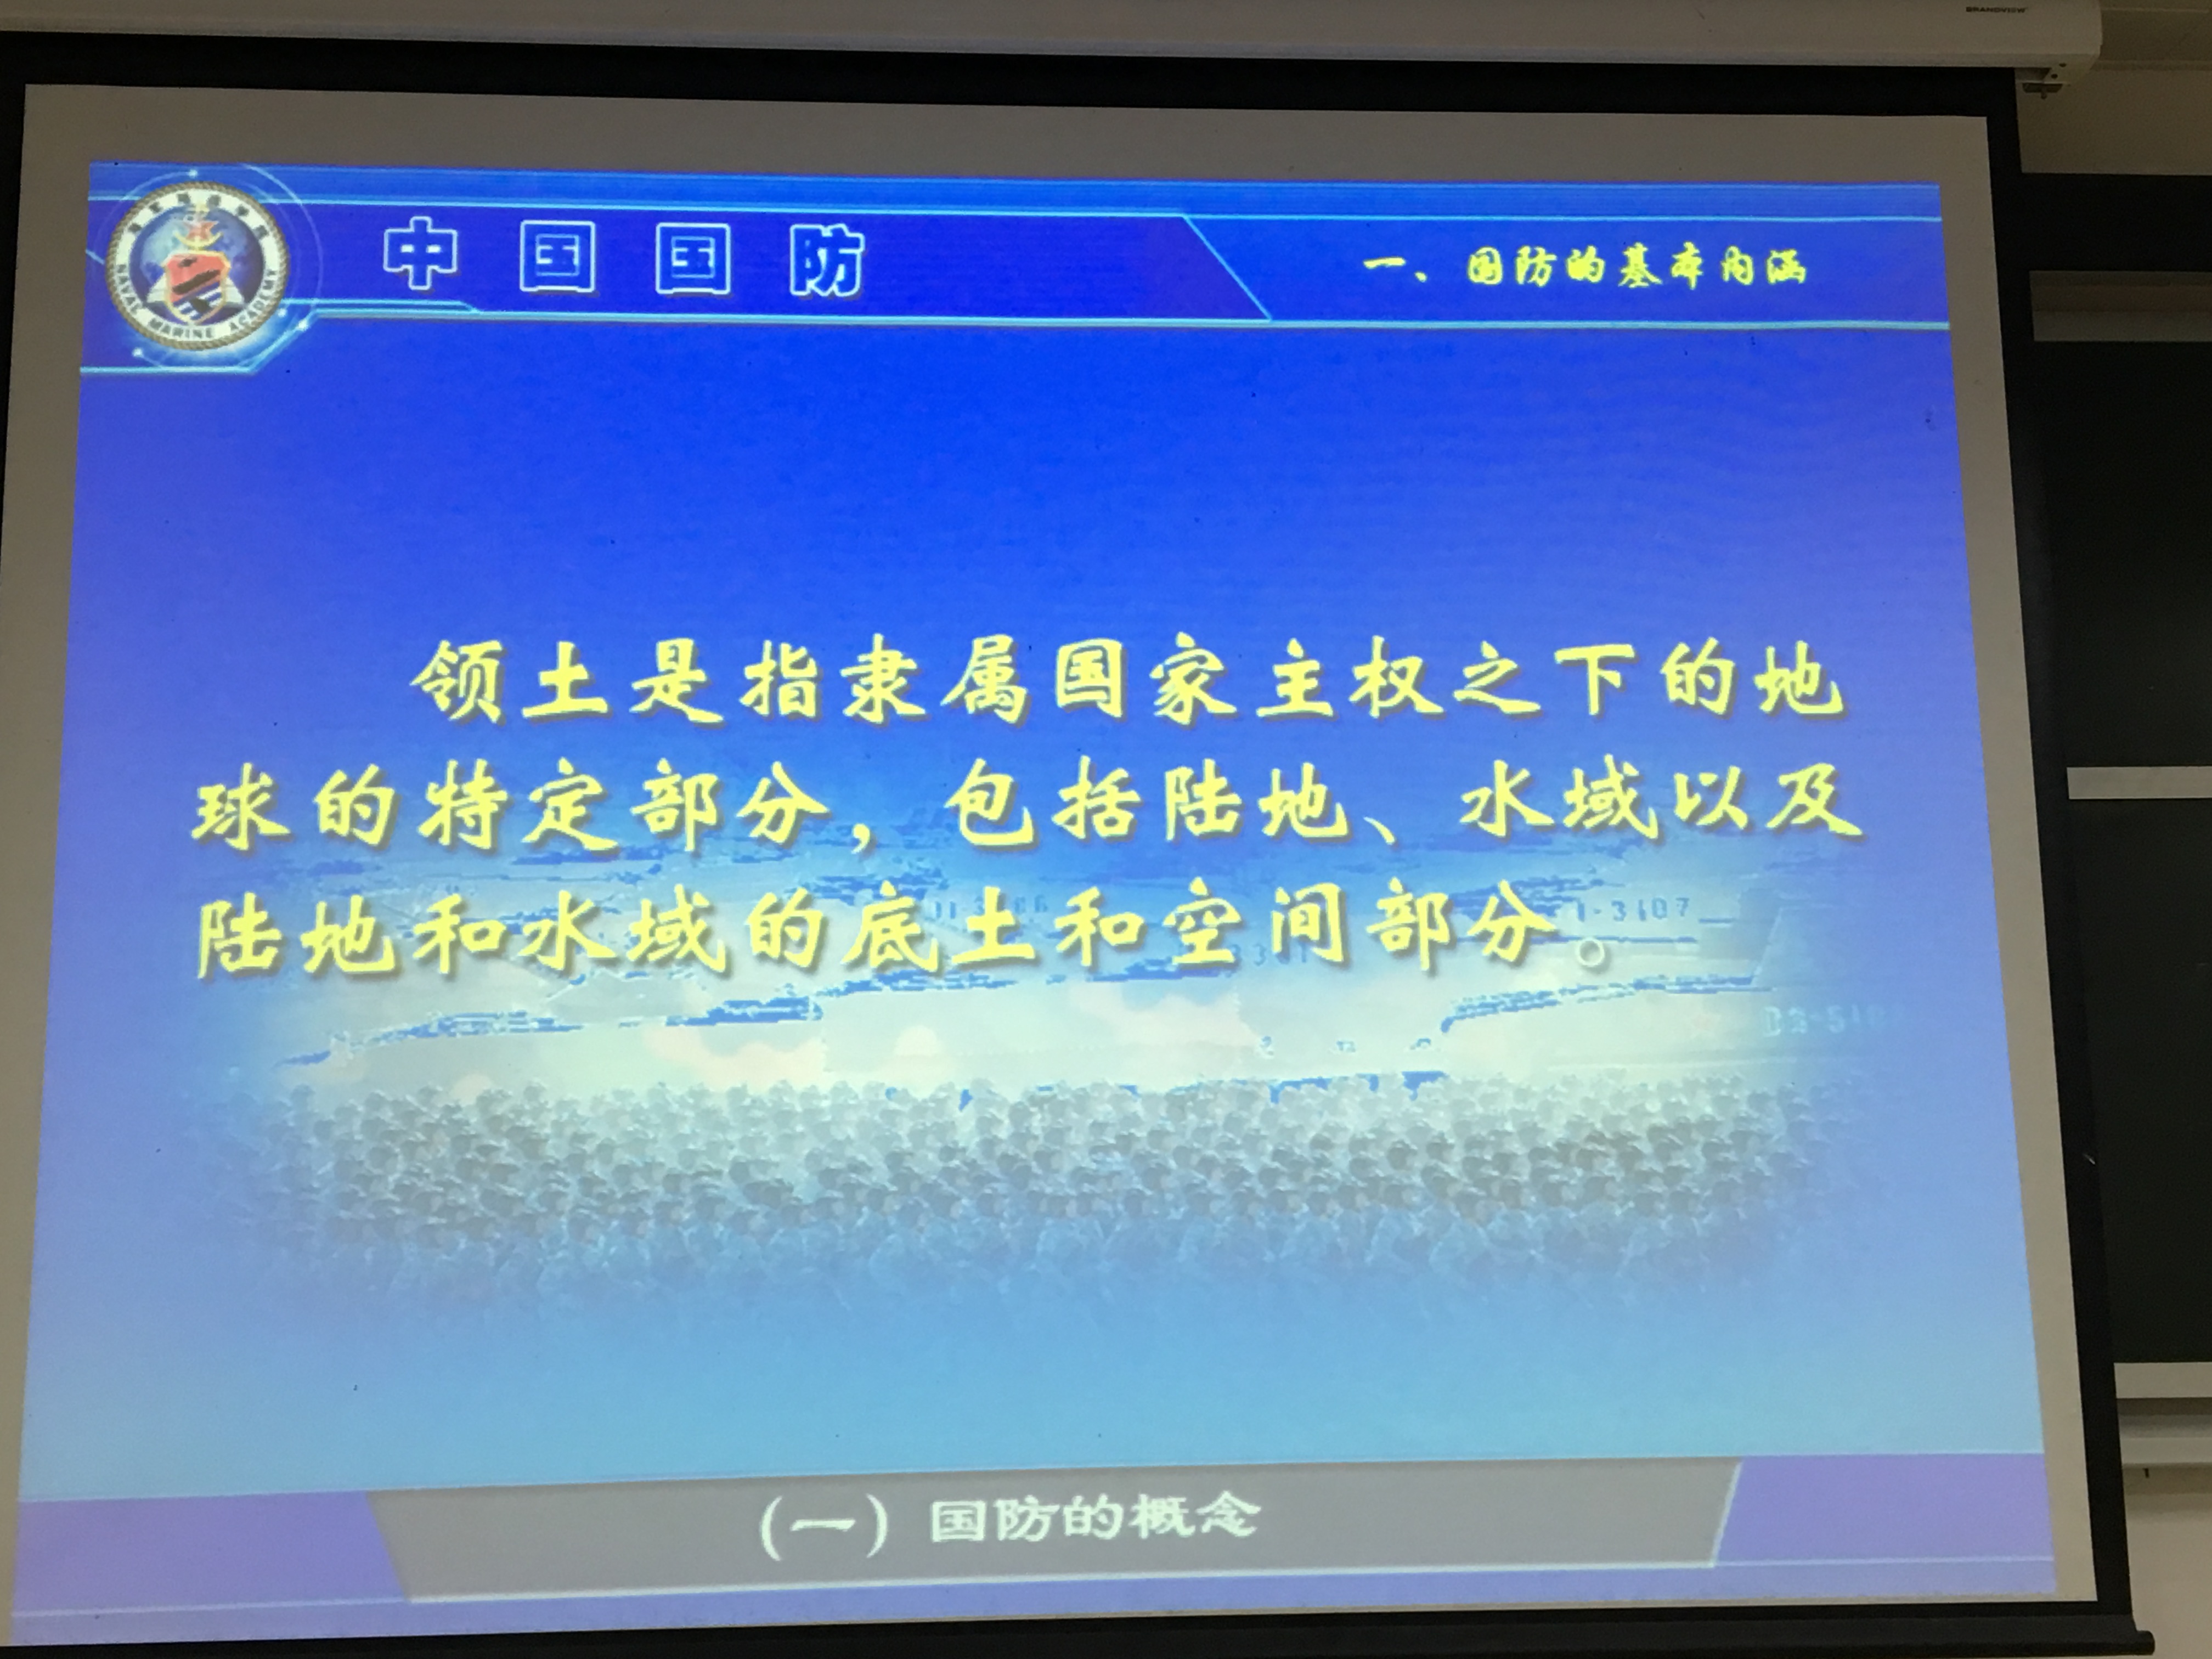 BRANDVIEW
中国国防
一、国防的基本内涵
NAVAL MARINE ACADEMY
领土是指隶属国家主权之下的地
球的特定部分，包括陆地、水域以及
陆地和水域的底土和空间部分。
(一) 国防的概念